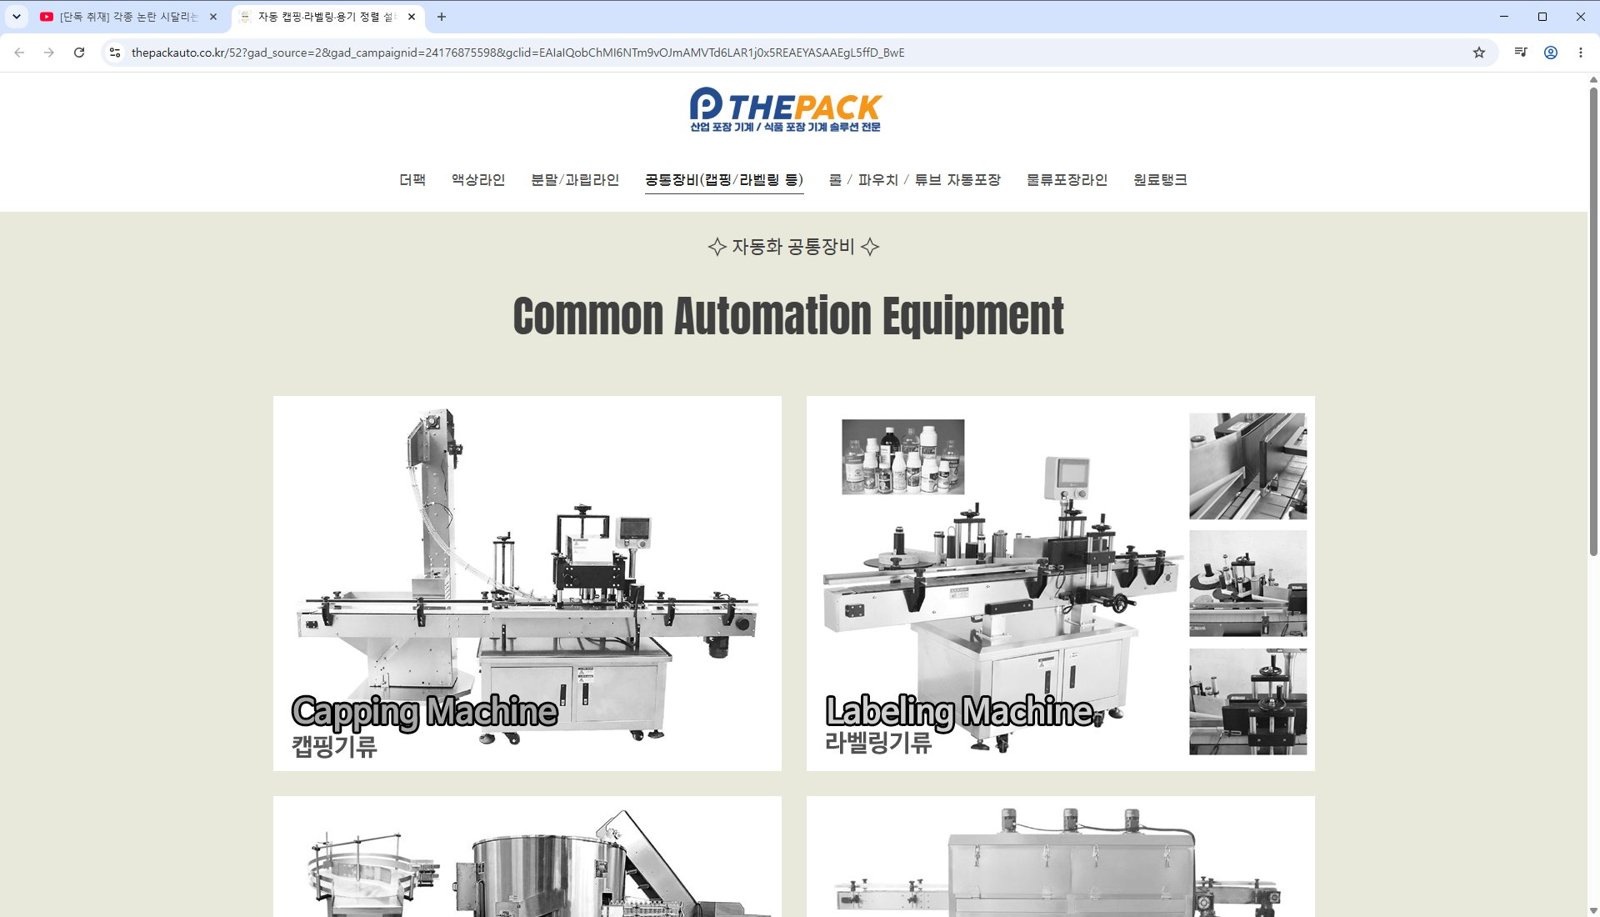 [단독 취재] 각종 논란 시달리는
자동 캡핑·라벨링·용기 정렬 설
thepackauto.co.kr/52?gad_source=2&gad_campaignid=24176875598&gclid=EAIaIQobChMI6NTm9vOJmAMVTd6LAR1j0x5REAEYASAAEgL5ffD_BwE
THEPACK
산업 포장 기계 / 식품 포장 기계 솔루션 전문
더팩 액상라인 분말/과립라인 공통장비(캡핑/라벨링 등) 롤 / 파우치 / 튜브 자동포장 물류포장라인 원료탱크
자동화 공통장비
Common Automation Equipment
Capping Machine
캡핑기류
Labeling Machine
라벨링기류